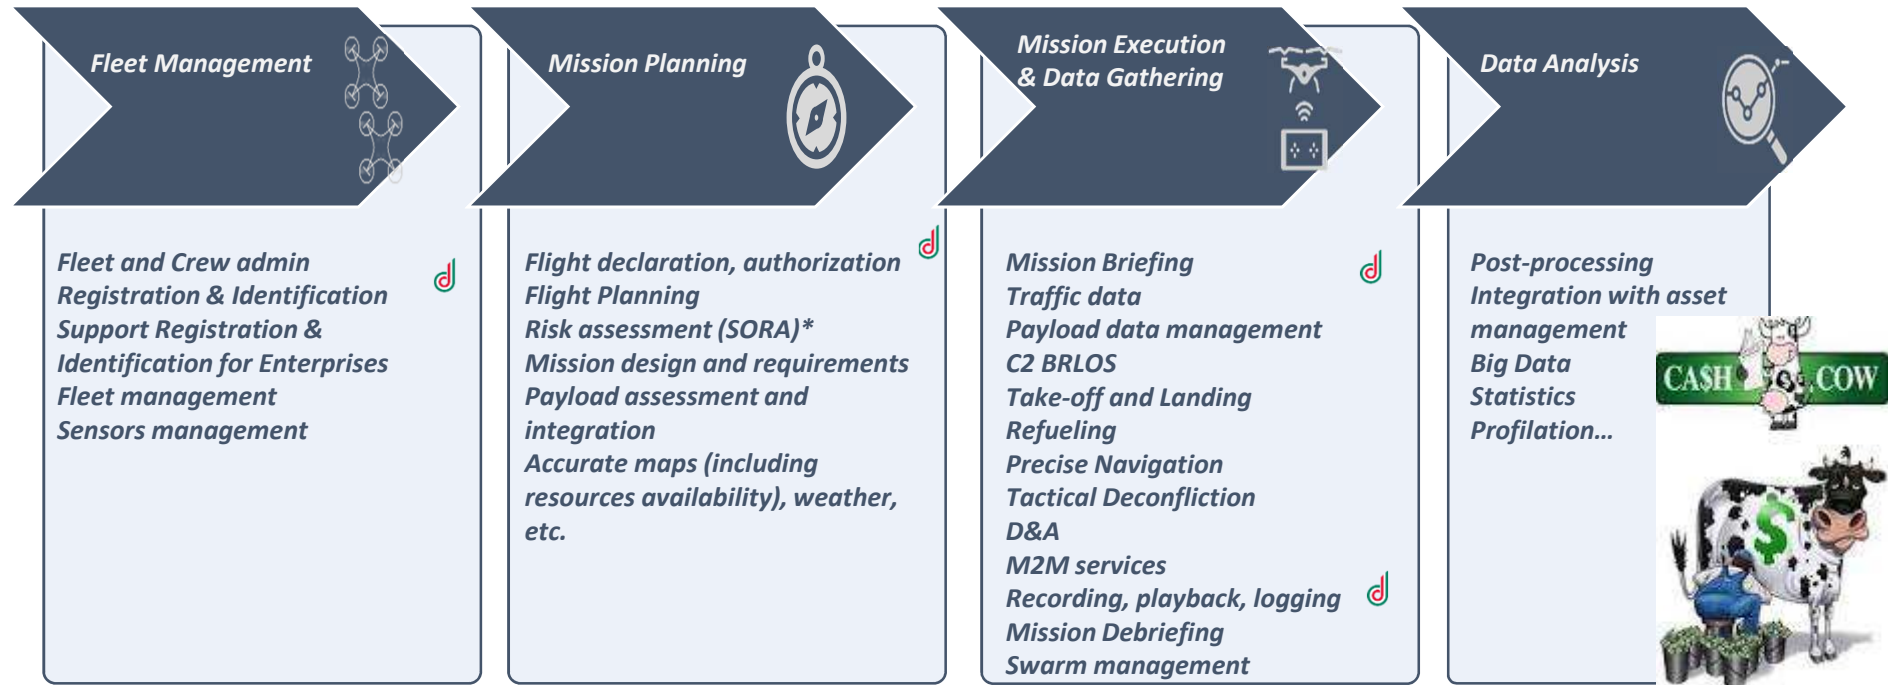 Fleet Management
Fleet and Crew admin
Registration & Identification
Support Registration &
Identification for Enterprises
Fleet management
Sensors management
Mission Planning
Flight declaration, authorization
Flight Planning
Risk assessment (SORA)*
Mission design and requirements
Payload assessment and
integration
Accurate maps (including
resources availability), weather,
etc.
Mission Execution
& Data Gathering
Mission Briefing
Traffic data
Payload data management
C2 BRLOS
Take-off and Landing
Refueling
Precise Navigation
Tactical Deconfliction
D&A
M2M services
Recording, playback, logging
Mission Debriefing
Swarm management
Data Analysis
Post-processing
Integration with asset
management
Big Data
Statistics
Profilation...
CA$H COW
$